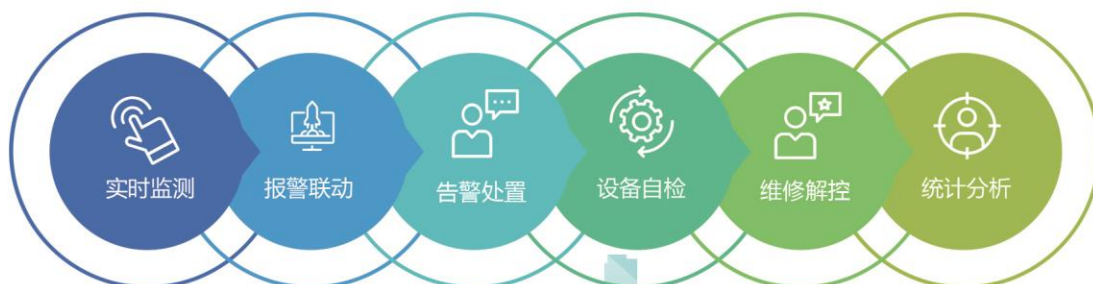 实时监测
报警联动
告警处置
设备自检
维修解控
统计分析